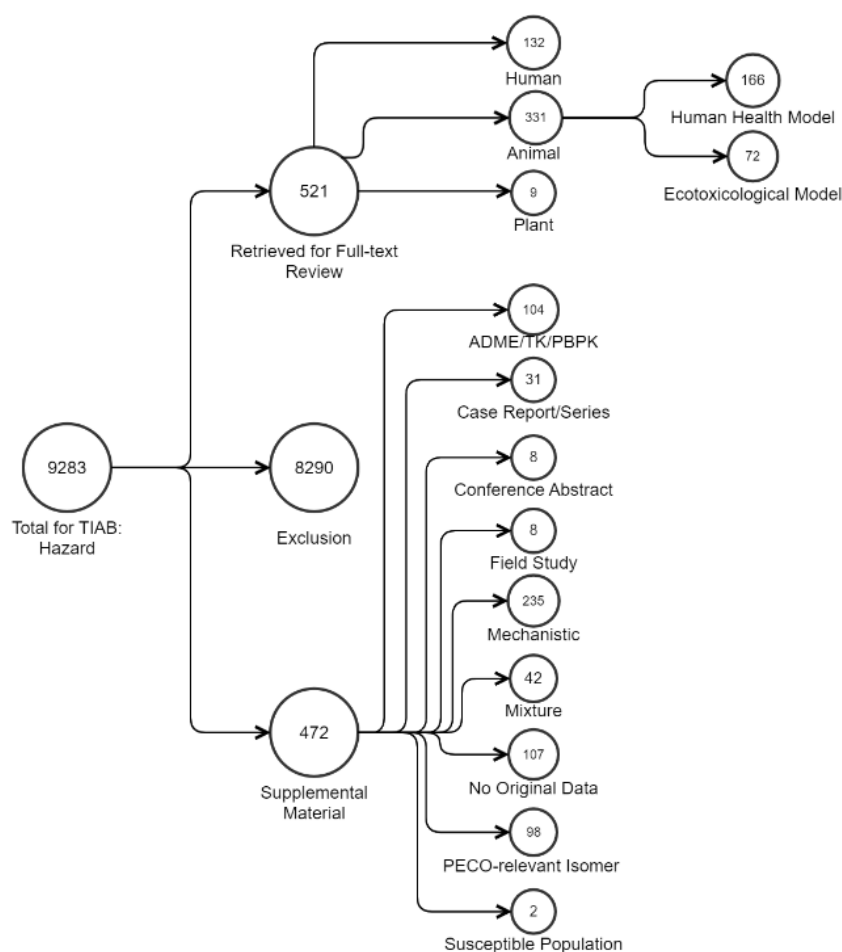 132
Human
331
Animal
166
Human Health Model
72
Ecotoxicological Model
521
Retrieved for Full-text
Review
9
Plant
104
ADME/TK/PBPK
31
Case Report/Series
9283
Total for TIAB:
Hazard
8290
Exclusion
8
Conference Abstract
8
Field Study
235
Mechanistic
472
Supplemental
Material
42
Mixture
107
No Original Data
98
PECO-relevant Isomer
2
Susceptible Population